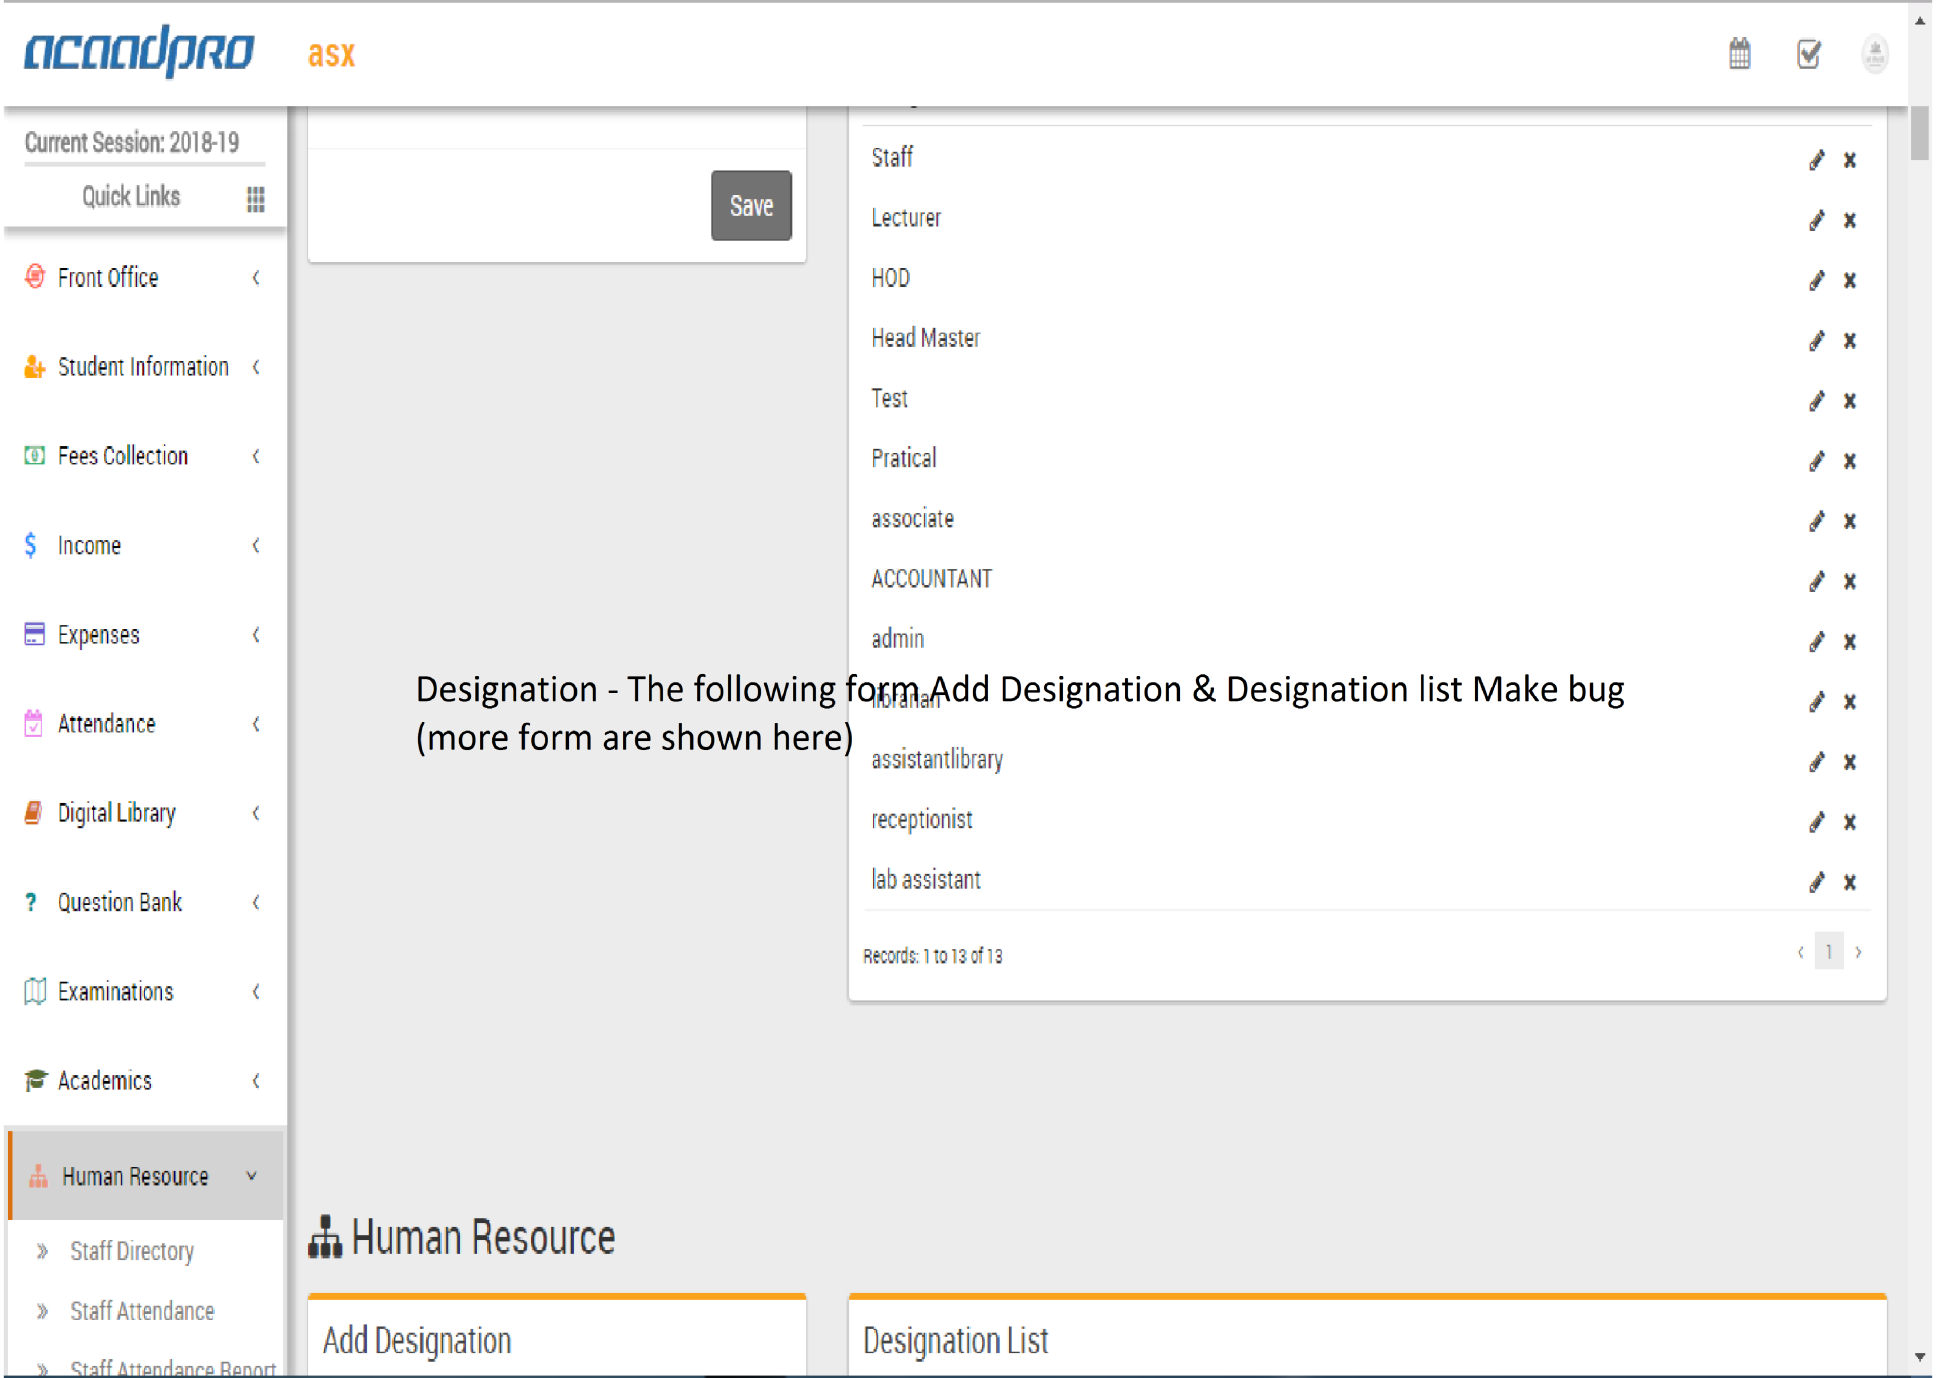 acaadpro
asx
Current Session: 2018-19
Quick Links
Front Office
Student Information
Fees Collection
Income
Expenses
Attendance
Digital Library
Question Bank
Examinations
Academics
Human Resource
Staff Directory
Staff Attendance
Staff Attendance Report
Save
Staff
Lecturer
HOD
Head Master
Test
Pratical
associate
ACCOUNTANT
admin
librarian
assistantlibrary
receptionist
lab assistant
Records: 1 to 13 of 13
1
Designation - The following form Add Designation & Designation list Make bug
(more form are shown here)
Human Resource
Add Designation
Designation List